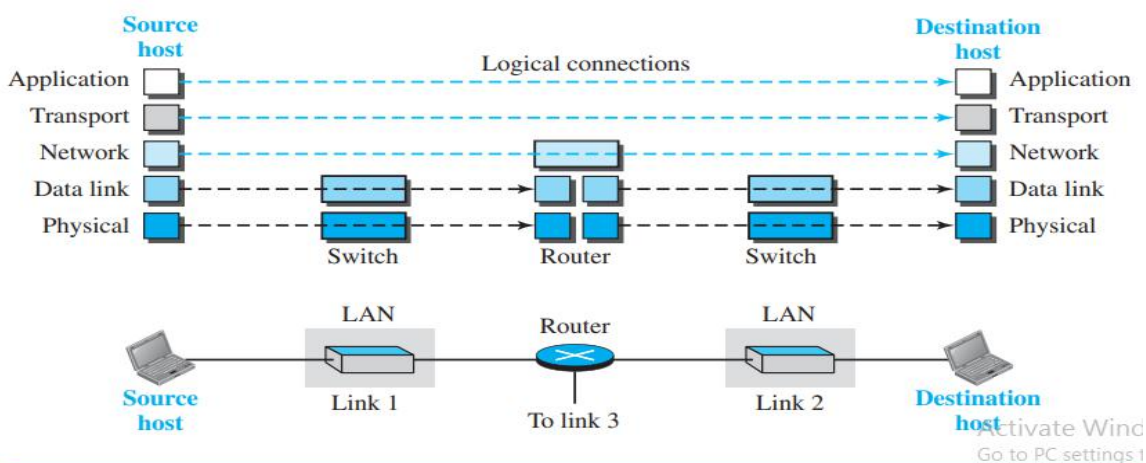 Source host
Destination host
Logical connections
Application
Application
Transport
Transport
Network
Network
Data link
Data link
Physical
Physical
Switch
Router
Switch
LAN
Router
LAN
Source host
Link 1
To link 3
Link 2
Destination host
Activate Wind
Go to PC settings t